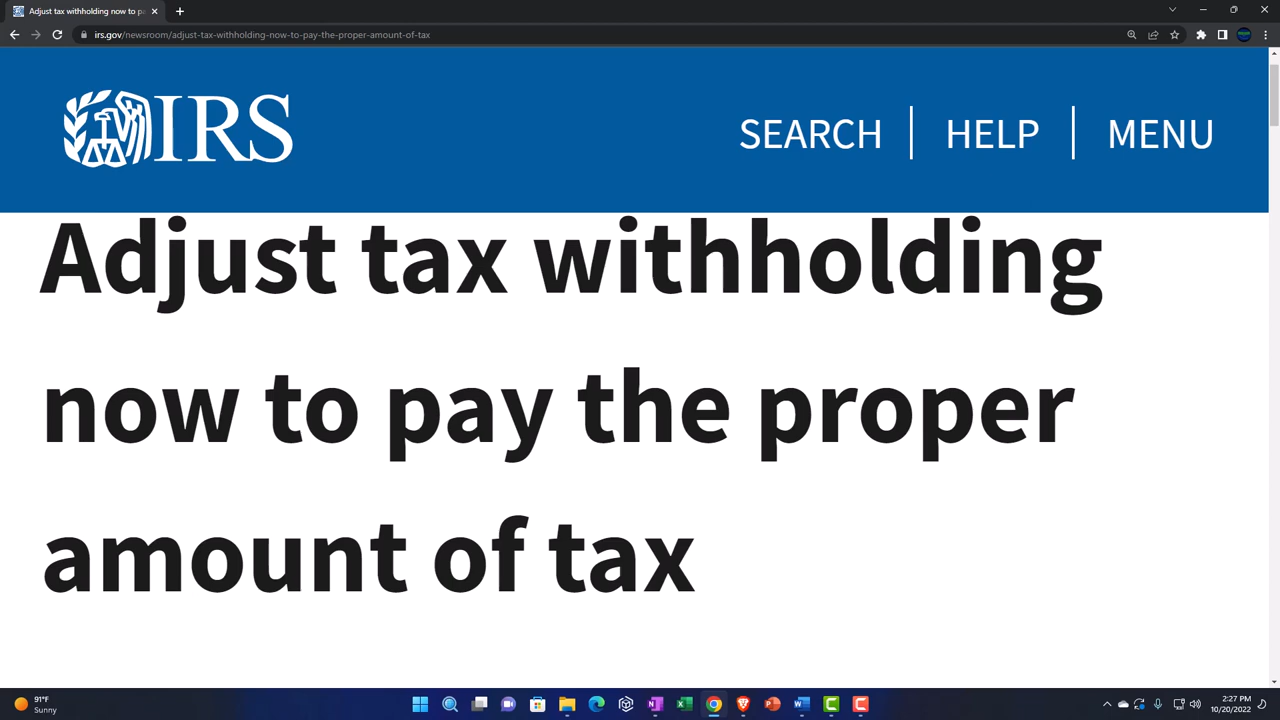 Adjust tax withholding now to pa
irs.gov/newsroom/adjust-tax-withholding-now-to-pay-the-proper-amount-of-tax
IRS
SEARCH HELP MENU
Adjust tax withholding
now to pay the proper
amount of tax
91°F
Sunny
2:27 PM
10/20/2022